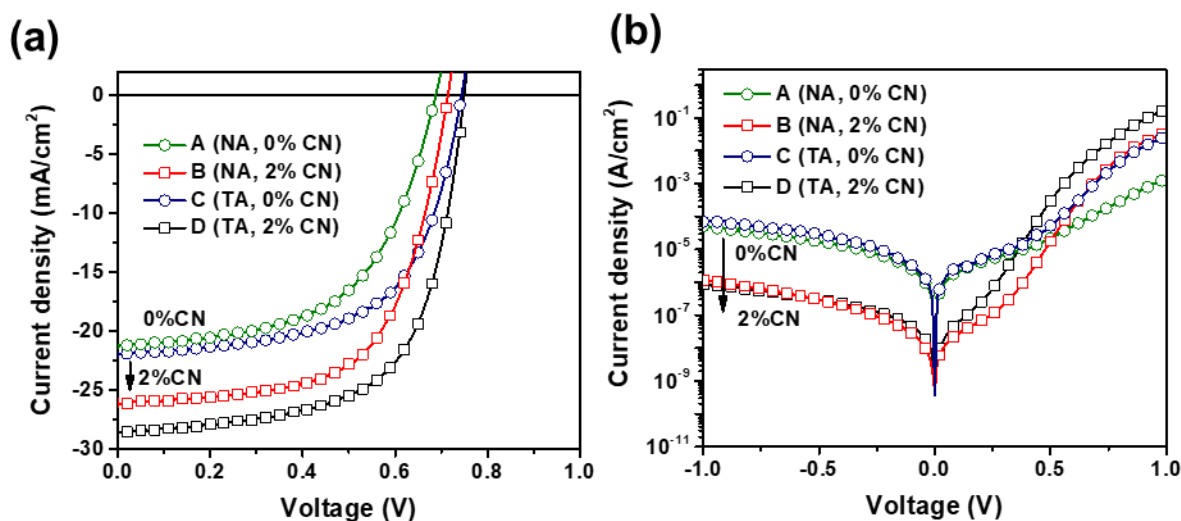 (a)
Current density (mA/cm²)
0
-5
-10
-15
-20
-25
-30
A (NA, 0% CN)
B (NA, 2% CN)
C (TA, 0% CN)
D (TA, 2% CN)
0%CN
2%CN
0.0 0.2 0.4 0.6 0.8 1.0
Voltage (V)
(b)
Current density (A/cm²)
10⁻¹
10⁻³
10⁻⁵
10⁻⁷
10⁻⁹
10⁻¹¹
A (NA, 0% CN)
B (NA, 2% CN)
C (TA, 0% CN)
D (TA, 2% CN)
0%CN
2%CN
-1.0 -0.5 0.0 0.5 1.0
Voltage (V)